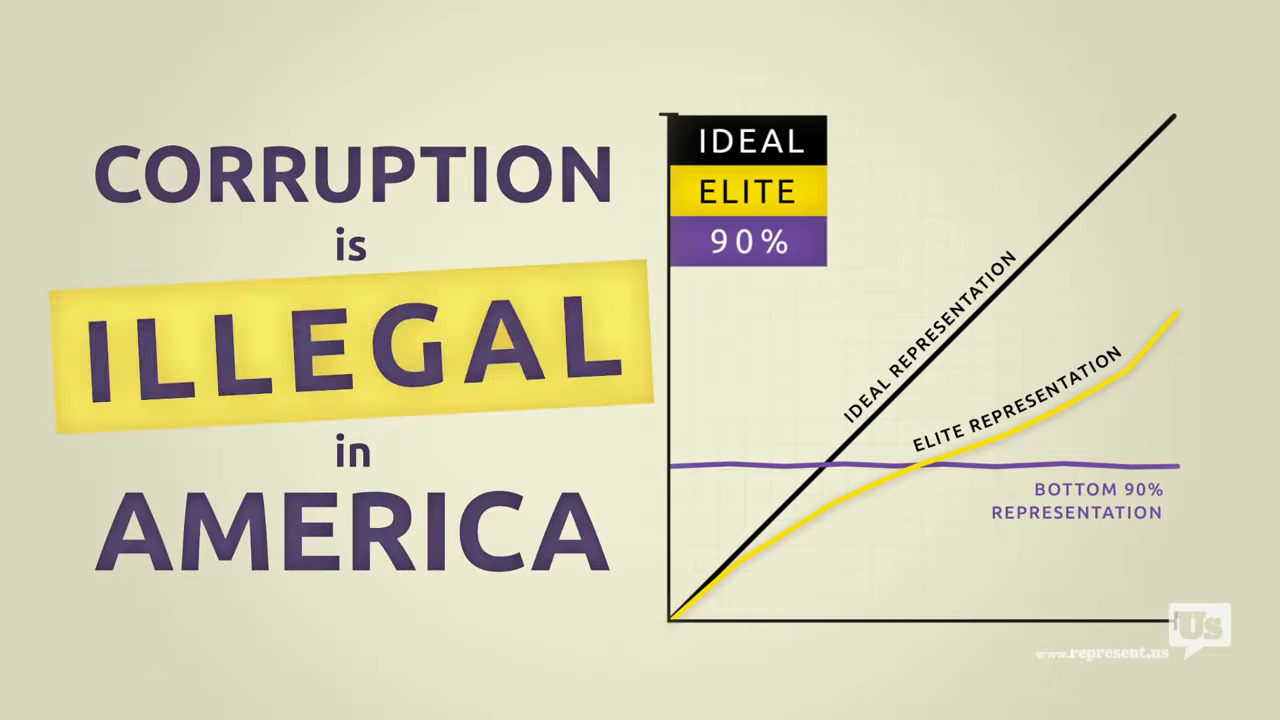 CORRUPTION
is
ILLEGAL
in
AMERICA
IDEAL
ELITE
90%
IDEAL REPRESENTATION
ELITE REPRESENTATION
BOTTOM 90%
REPRESENTATION
Us
www.represent.us